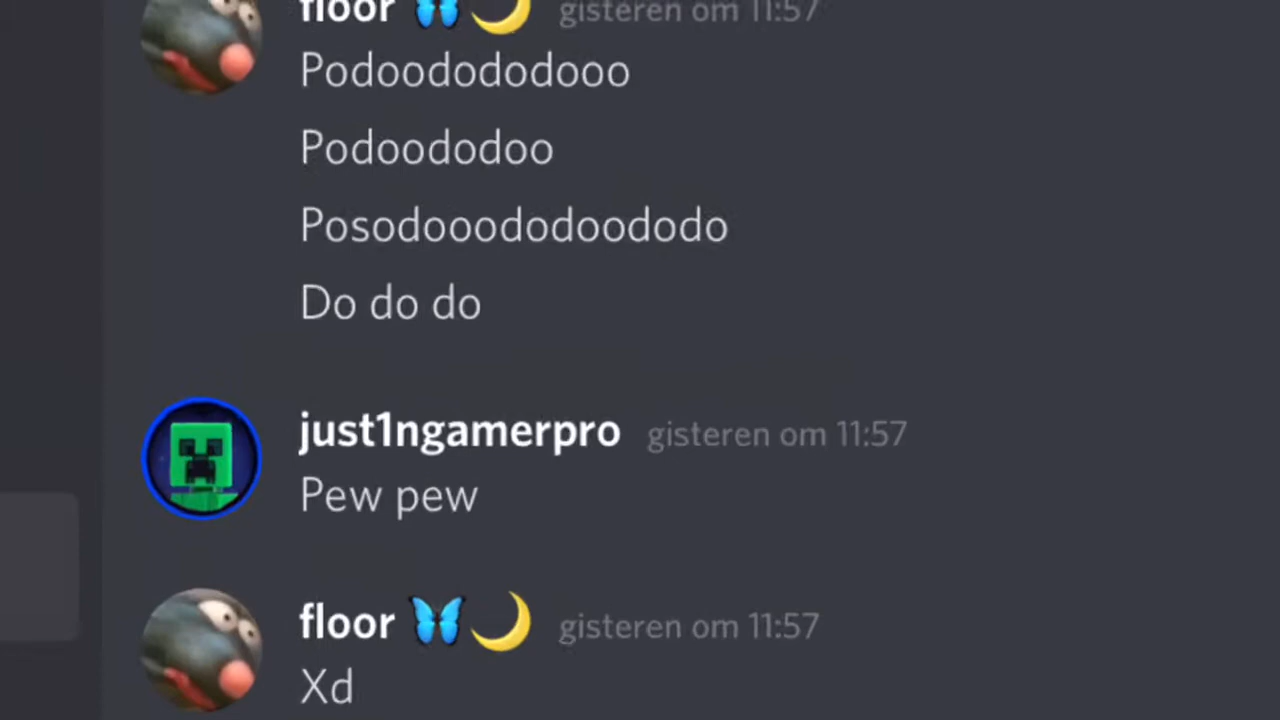 floor 🦋🌙 gisteren om 11:57
Podoodododooo
Podoododoo
Posodooododoododo
Do do do
just1ngamerpro gisteren om 11:57
Pew pew
floor 🦋🌙 gisteren om 11:57
Xd